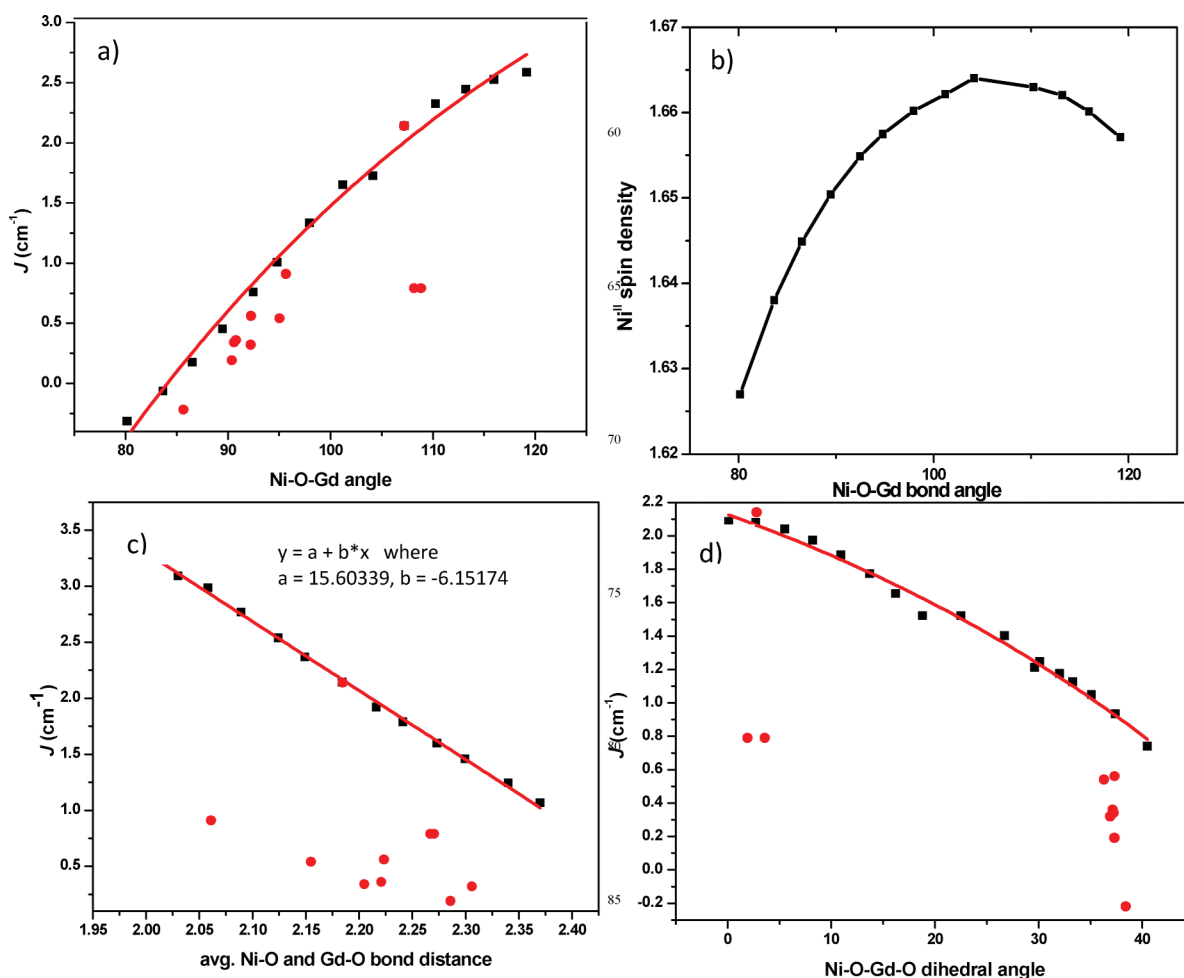 a)
3.0
2.5
2.0
1.5
1.0
0.5
0.0
J (cm-1)
80 90 100 110 120
Ni-O-Gd angle
60
65
70
b)
1.67
1.66
1.65
1.64
1.63
1.62
NiII spin density
80 100 120
Ni-O-Gd bond angle
c)
y = a + b*x where
a = 15.60339, b = -6.15174
3.5
3.0
2.5
2.0
1.5
1.0
0.5
J (cm-1)
1.95 2.00 2.05 2.10 2.15 2.20 2.25 2.30 2.35 2.40
avg. Ni-O and Gd-O bond distance
75
85
d)
2.2
2.0
1.8
1.6
1.4
1.2
1.0
0.8
0.6
0.4
0.2
0.0
-0.2
(cm-1)
0 10 20 30 40
Ni-O-Gd-O dihedral angle